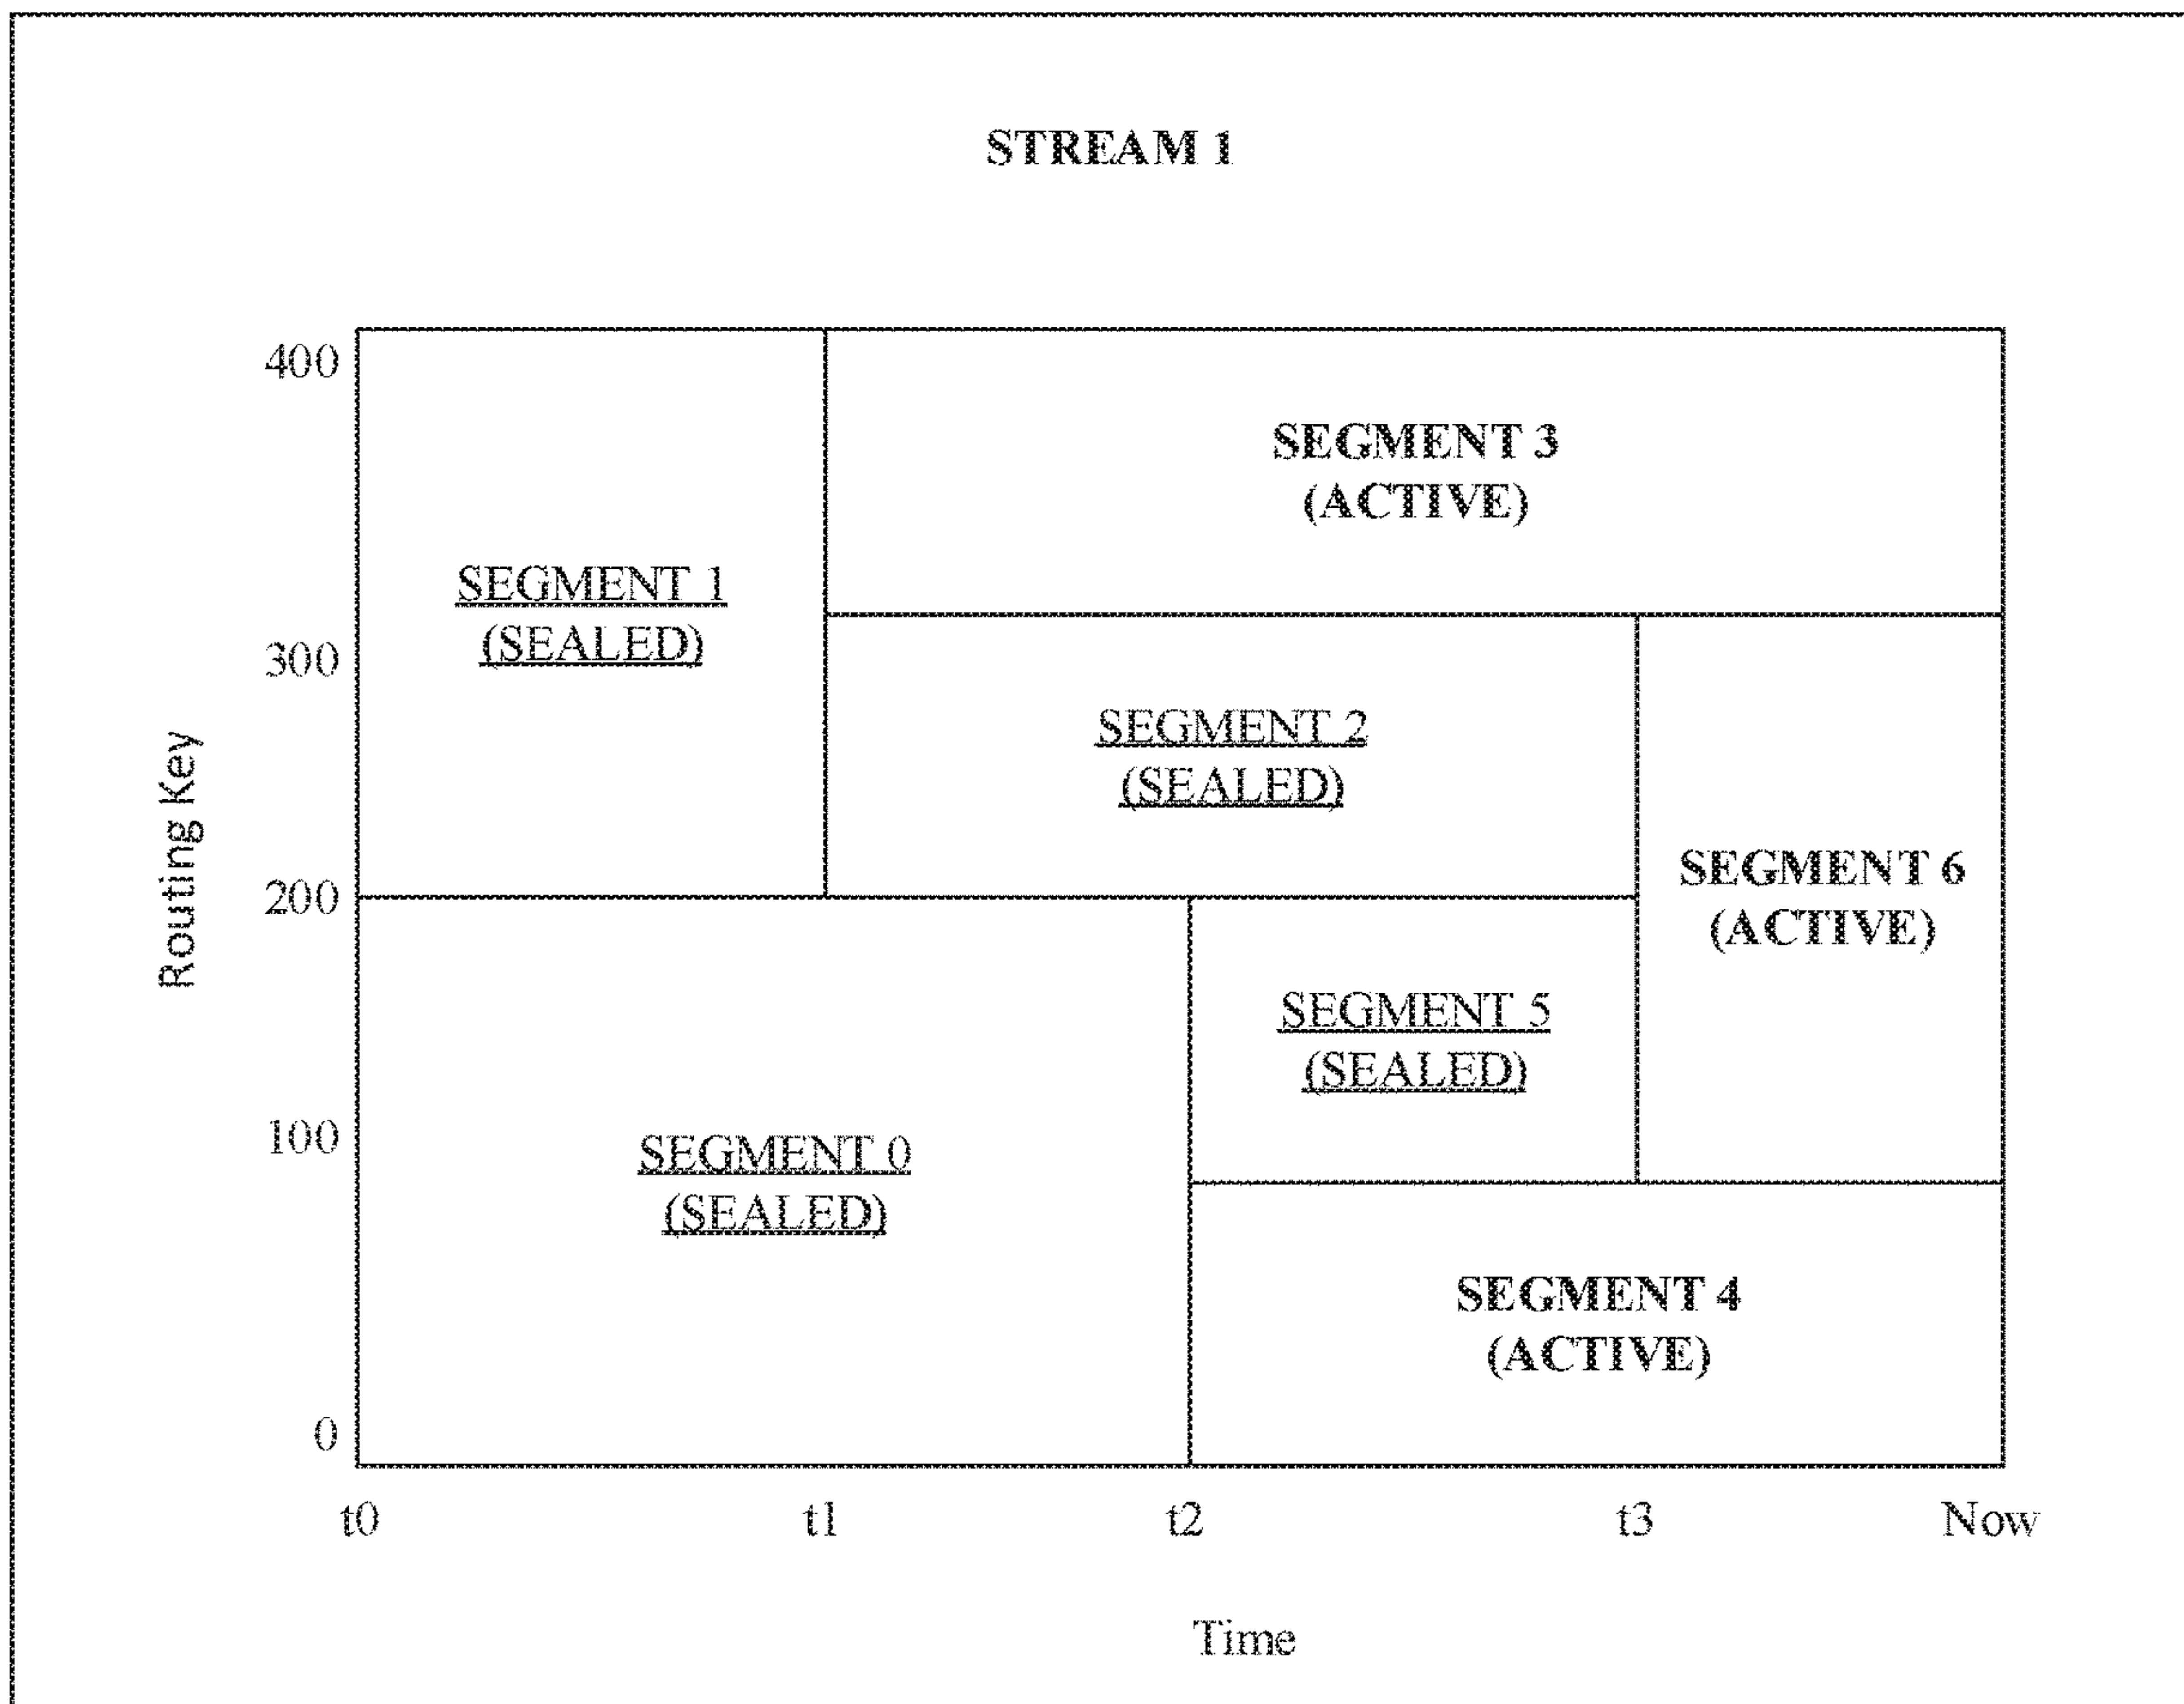 STREAM 1
400
SEGMENT 3
(ACTIVE)
SEGMENT 1
(SEALED)
300
SEGMENT 2
(SEALED)
Routing Key
SEGMENT 6
(ACTIVE)
200
SEGMENT 5
(SEALED)
100
SEGMENT 0
(SEALED)
SEGMENT 4
(ACTIVE)
0
t0
t1
t2
t3
Now
Time